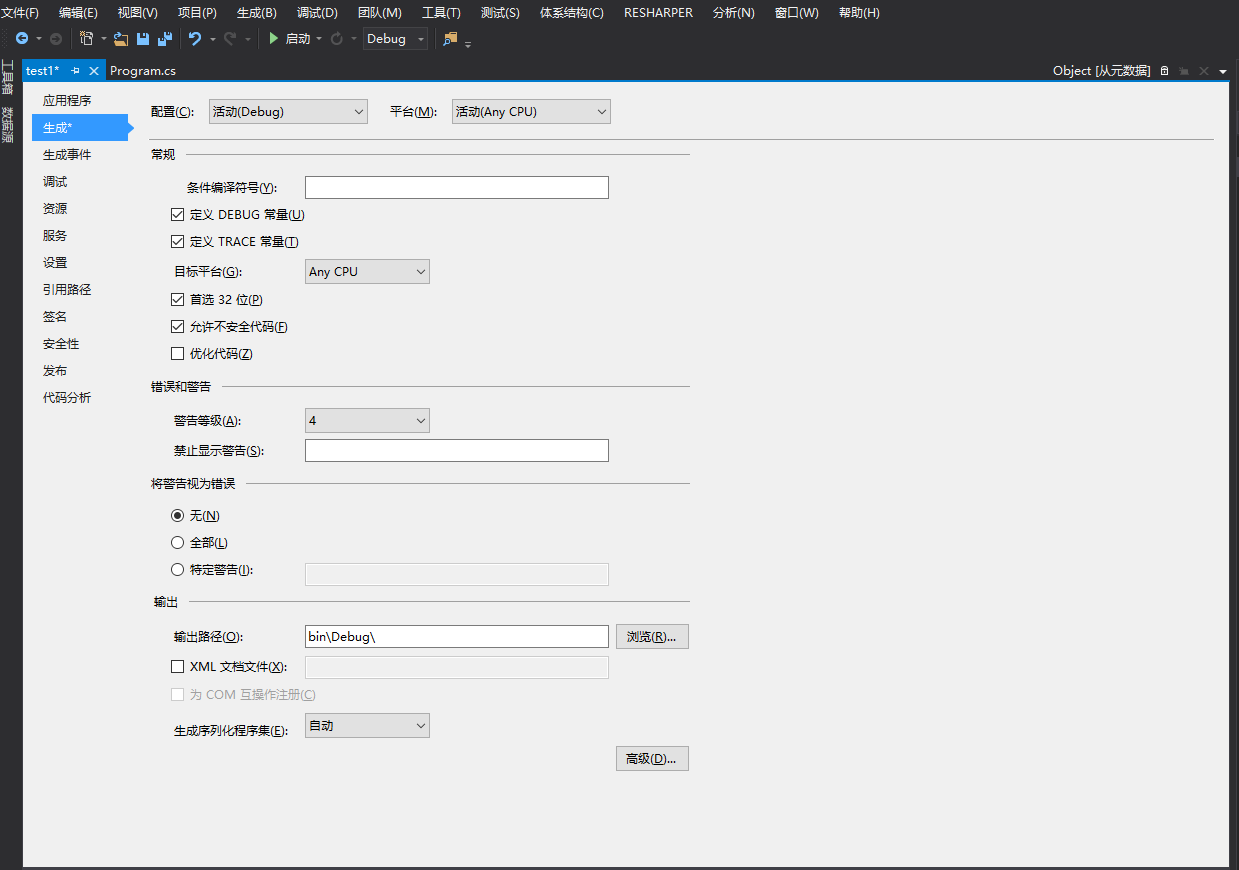 文件(F) 编辑(E) 视图(V) 项目(P) 生成(B) 调试(D) 团队(M) 工具(T) 测试(S) 体系结构(C) RESHARPER 分析(N) 窗口(W) 帮助(H)
启动 Debug
工具箱
数据源
test1* Program.cs Object [从元数据]
应用程序
生成*
生成事件
调试
资源
服务
设置
引用路径
签名
安全性
发布
代码分析
配置(C): 活动(Debug) 平台(M): 活动(Any CPU)
常规
条件编译符号(Y):
定义 DEBUG 常量(U)
定义 TRACE 常量(T)
目标平台(G): Any CPU
首选 32 位(P)
允许不安全代码(F)
优化代码(Z)
错误和警告
警告等级(A): 4
禁止显示警告(S):
将警告视为错误
无(N)
全部(L)
特定警告(I):
输出
输出路径(O): bin\Debug\ 浏览(R)...
XML 文档文件(X):
为 COM 互操作注册(C)
生成序列化程序集(E): 自动
高级(D)...